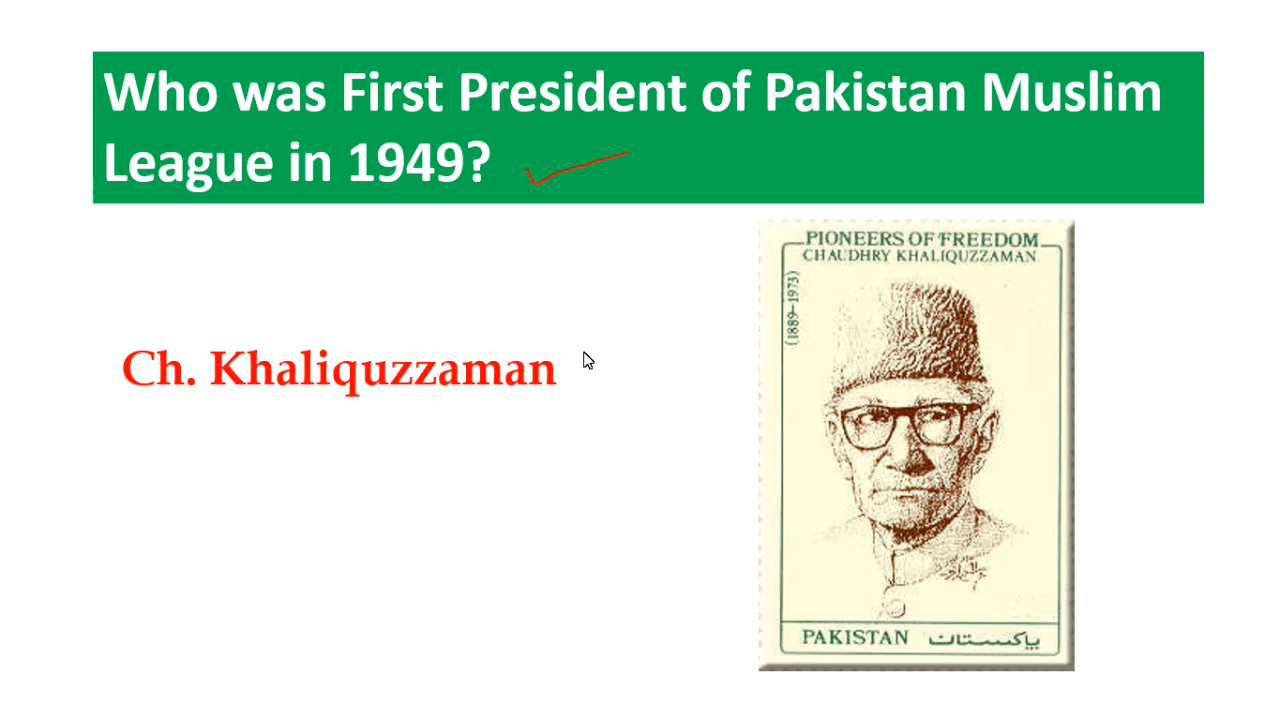 Who was First President of Pakistan Muslim
League in 1949?
PIONEERS OF FREEDOM
CHAUDHRY KHALIQUZZAMAN
(1889-1973)
Ch. Khaliquzzaman
PAKISTAN پاکستان